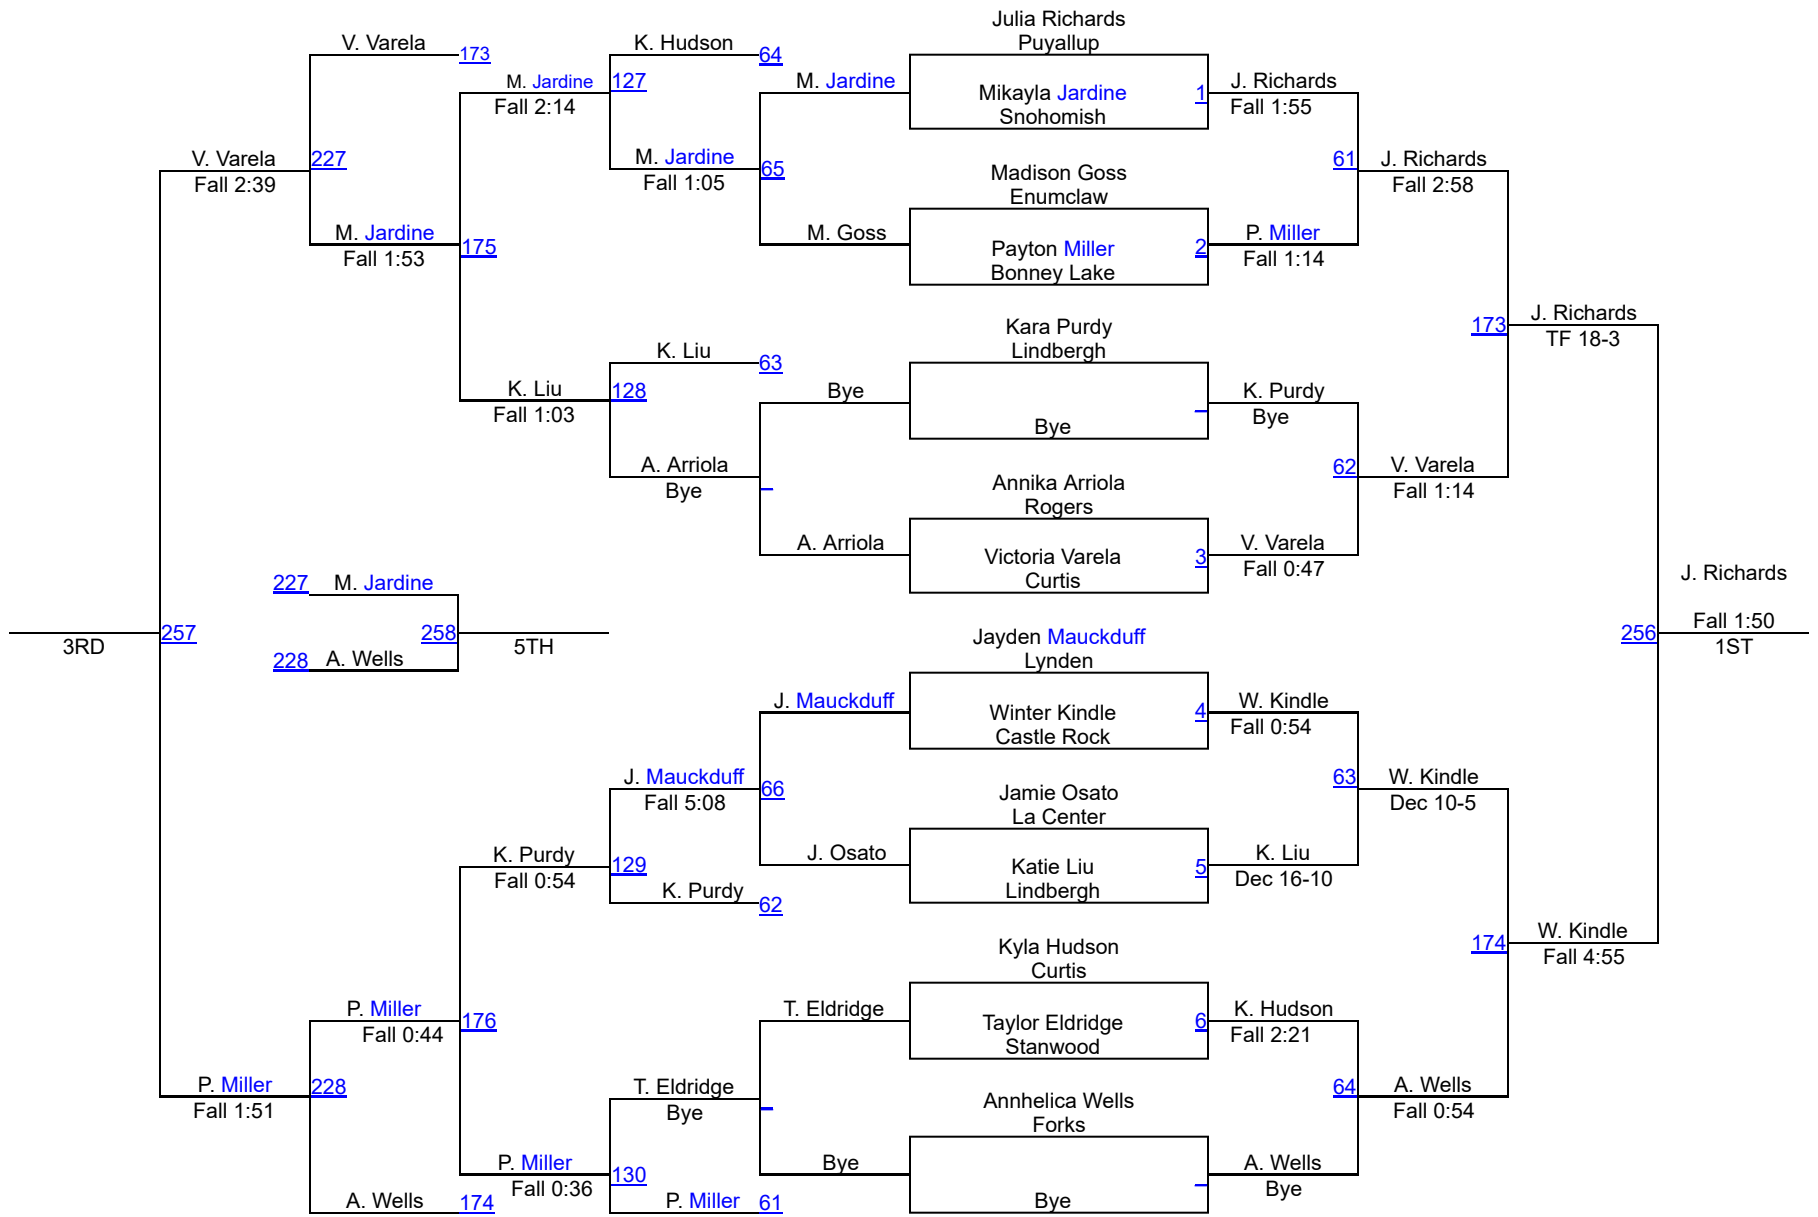 Julia Richards
V. Varela
K. Hudson
Puyallup
173
64
M. Jardine
127
M. Jardine
Mikayla Jardine
1
J. Richards
Fall 2:14
Snohomish
Fall 1:55
V. Varela
227
M. Jardine
65
61
J. Richards
Fall 2:39
Fall 1:05
Madison Goss
Fall 2:58
Enumclaw
M. Jardine
175
M. Goss
Payton Miller
2
P. Miller
Fall 1:53
Bonney Lake
Fall 1:14
Kara Purdy
173
J. Richards
K. Liu
63
Lindbergh
TF 18-3
K. Liu
128
Bye
K. Purdy
Fall 1:03
Bye
Bye
A. Arriola
62
V. Varela
Bye
Annika Arriola
Fall 1:14
Rogers
A. Arriola
Victoria Varela
3
V. Varela
Curtis
Fall 0:47
227
M. Jardine
J. Richards
3RD
257
258
5TH
Jayden Mauckduff
256
Fall 1:50
228
A. Wells
Lynden
1ST
J. Mauckduff
Winter Kindle
4
W. Kindle
Castle Rock
Fall 0:54
J. Mauckduff
66
63
W. Kindle
Fall 5:08
Jamie Osato
Dec 10-5
La Center
K. Purdy
129
J. Osato
Katie Liu
5
K. Liu
Fall 0:54
K. Purdy
62
Lindbergh
Dec 16-10
Kyla Hudson
174
W. Kindle
Curtis
Fall 4:55
P. Miller
176
T. Eldridge
Taylor Eldridge
6
K. Hudson
Fall 0:44
Stanwood
Fall 2:21
P. Miller
228
T. Eldridge
64
A. Wells
Fall 1:51
Bye
Annhelica Wells
Fall 0:54
Forks
P. Miller
130
Bye
A. Wells
Fall 0:36
Bye
A. Wells
174
P. Miller
61
Bye